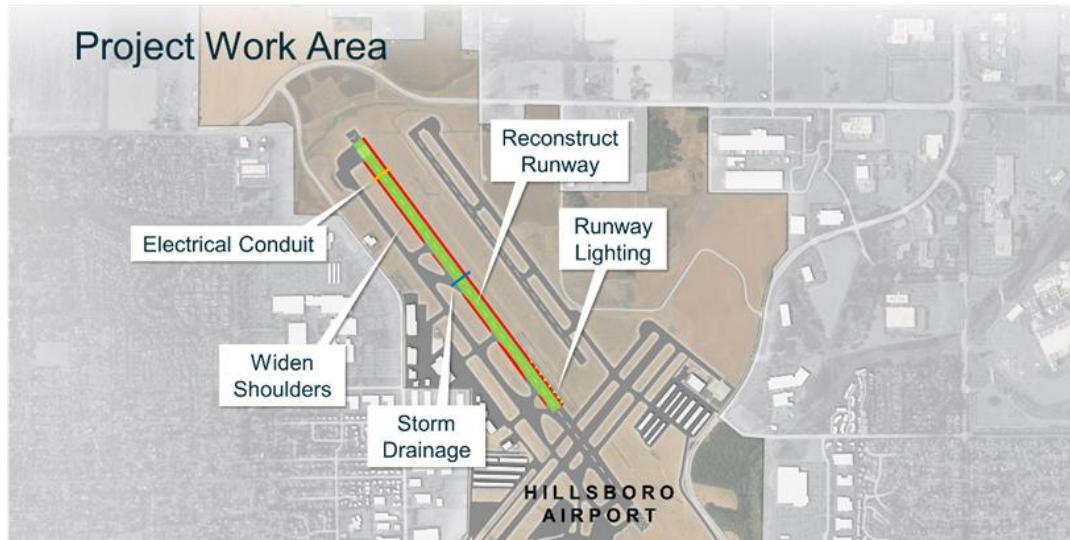 Project Work Area
Reconstruct
Runway
Electrical Conduit
Runway
Lighting
Widen
Shoulders
Storm
Drainage
HILLSBORO
AIRPORT